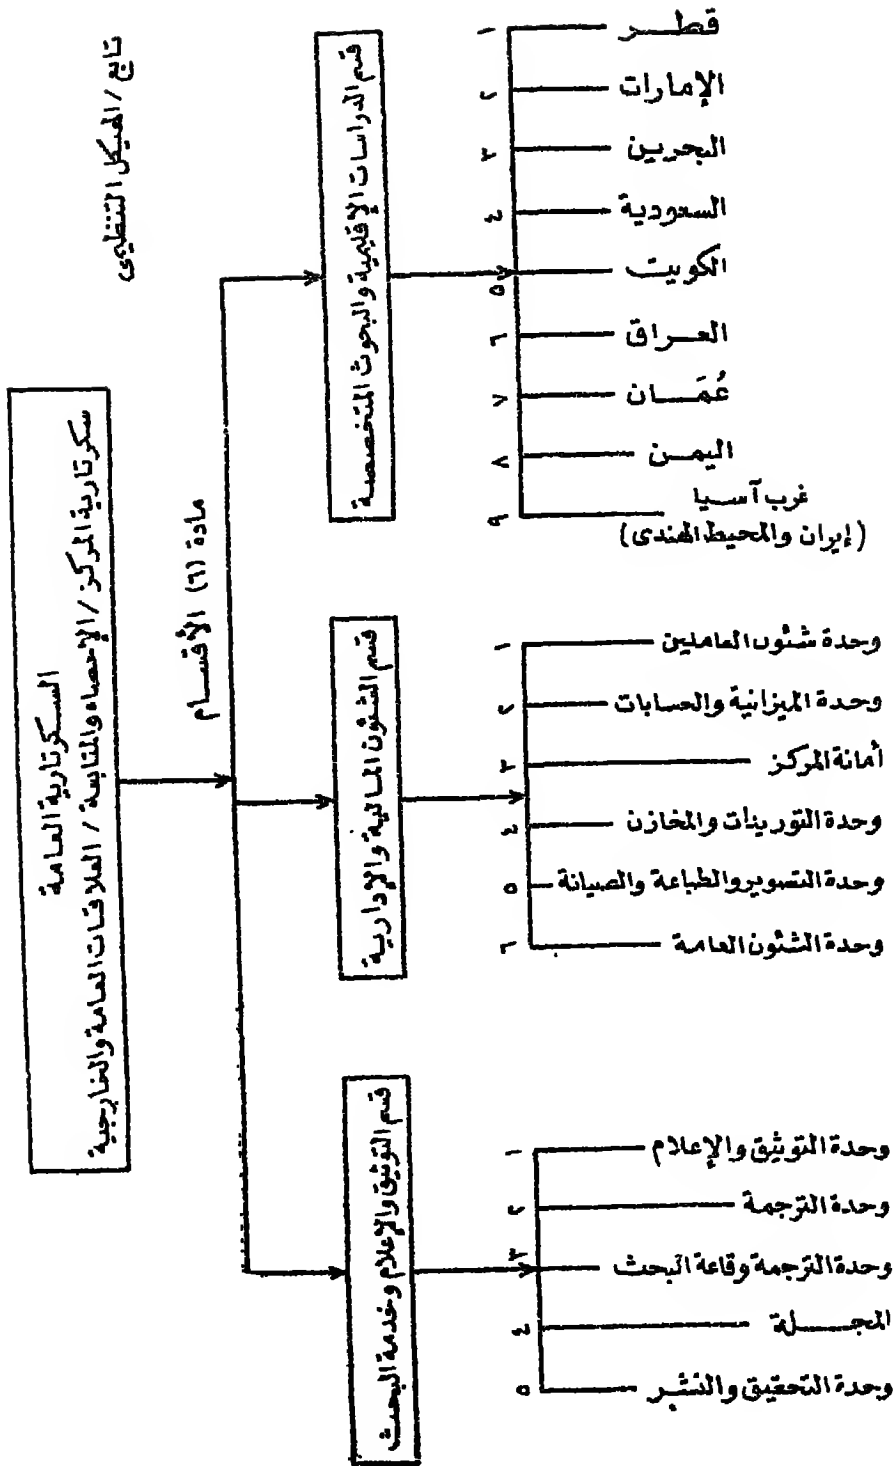 تابع / الهيكل التنظيمى
السكرتارية العامة
سكرتارية المركز / الإحصاء والمتابعة / العلاقات العامة والخارجية
مادة (٦) الأقسام
قسم الدراسات الإقليمية والبحوث المتخصصة
١ قطر
٢ الإمارات
٣ البحرين
٤ السعودية
٥ الكويت
٦ العراق
٧ عُمَان
٨ اليمن
٩ غرب آسيا
(إيران والمحيط الهندى)
قسم الشئون المالية والإدارية
١ وحدة شئون العاملين
٢ وحدة الميزانية والحسابات
٣ أمانة المركز
٤ وحدة التوريدات والمخازن
٥ وحدة التصوير والطباعة والصيانة
٦ وحدة الشئون العامة
قسم التوثيق والإعلام وخدمة البحث
١ وحدة التوثيق والإعلام
٢ وحدة الترجمة
٣ وحدة الترجمة وقاعة البحث
٤ المجلة
٥ وحدة التحقيق والنشر